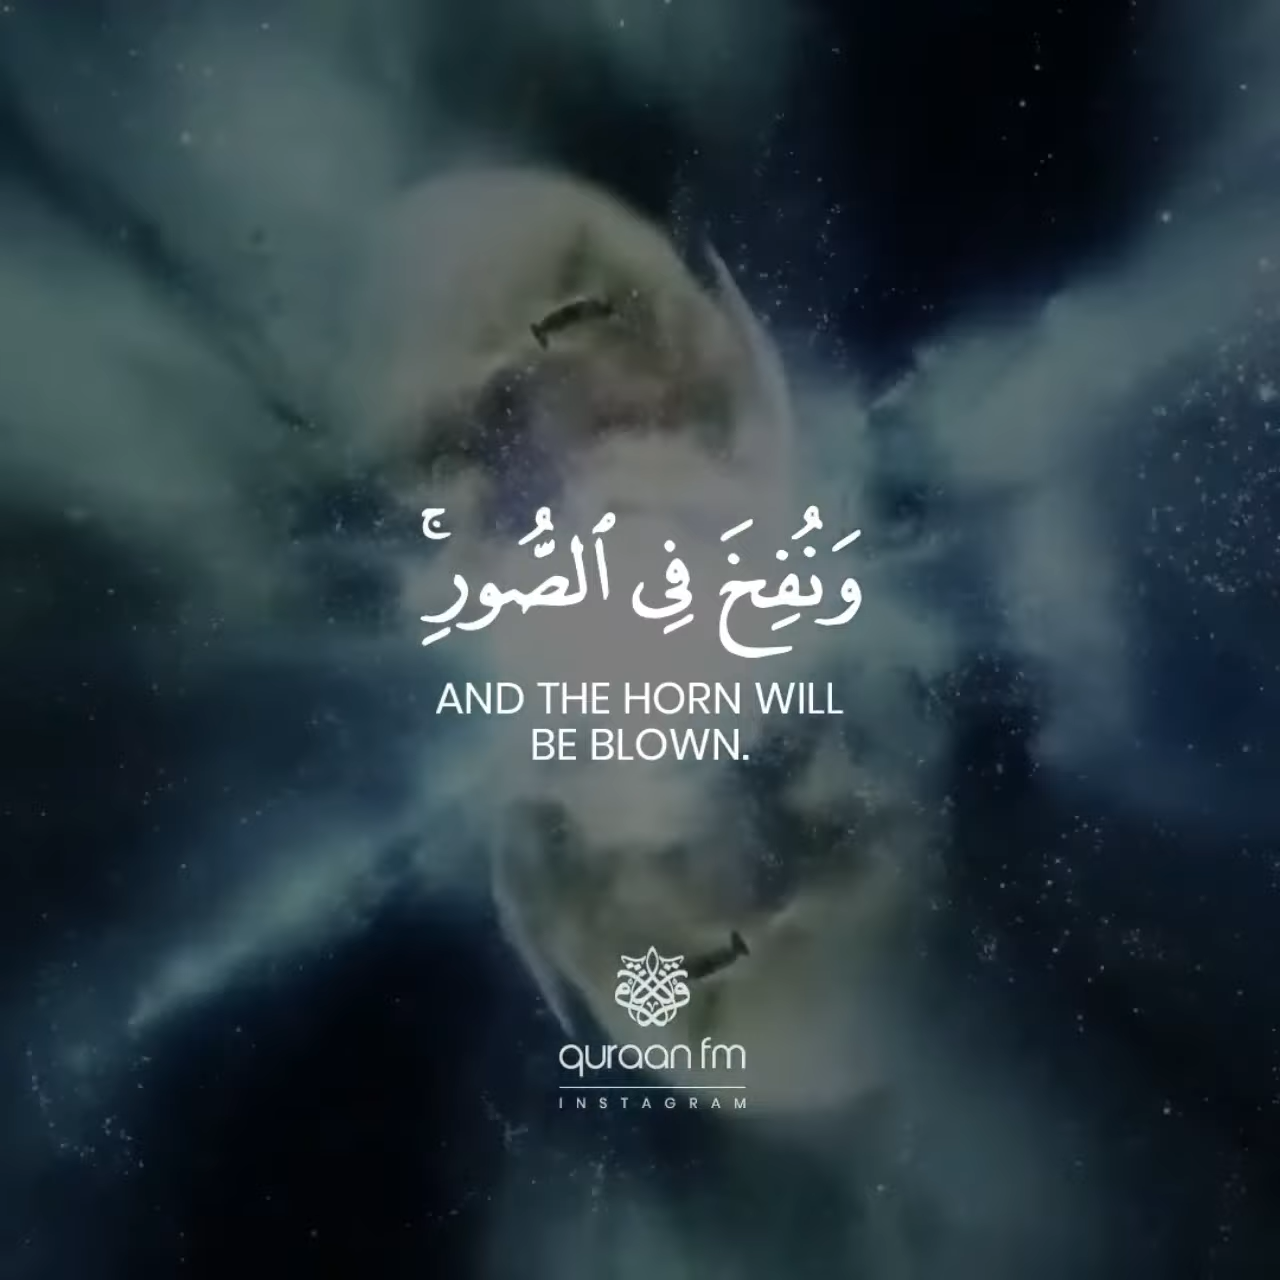 وَنُفِخَ فِى ٱلصُّورِ ۚ
AND THE HORN WILL
BE BLOWN.
quraan fm
INSTAGRAM